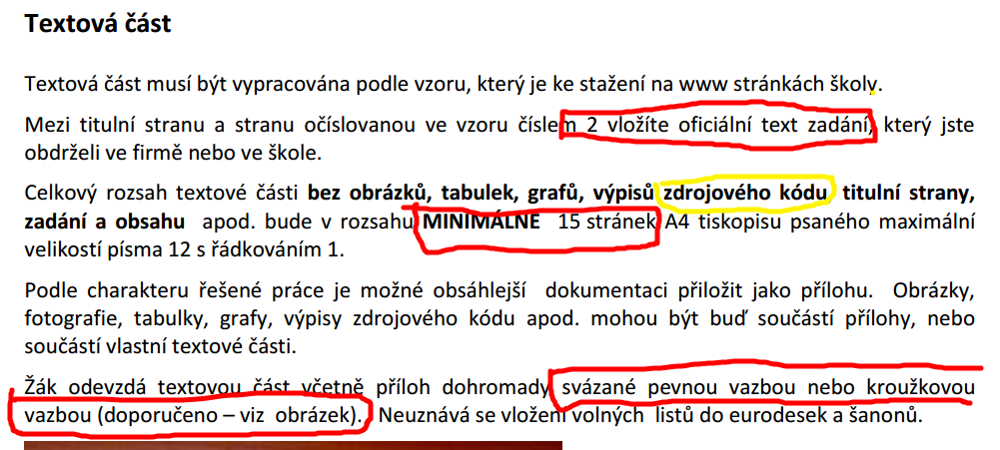 Textová část
Textová část musí být vypracována podle vzoru, který je ke stažení na www stránkách školy.
Mezi titulní stranu a stranu očíslovanou ve vzoru číslem 2 vložíte oficiální text zadání, který jste
obdrželi ve firmě nebo ve škole.
Celkový rozsah textové části bez obrázků, tabulek, grafů, výpisů zdrojového kódu, titulní strany,
zadání a obsahu apod. bude v rozsahu MINIMÁLNĚ 15 stránek A4 tiskopisu psaného maximální
velikostí písma 12 s řádkováním 1.
Podle charakteru řešené práce je možné obsáhlejší dokumentaci přiložit jako přílohu. Obrázky,
fotografie, tabulky, grafy, výpisy zdrojového kódu apod. mohou být buď součástí přílohy, nebo
součástí vlastní textové části.
Žák odevzdá textovou část včetně příloh dohromady svázané pevnou vazbou nebo kroužkovou
vazbou (doporučeno – viz obrázek). Neuznává se vložení volných listů do eurodesek a šanonů.